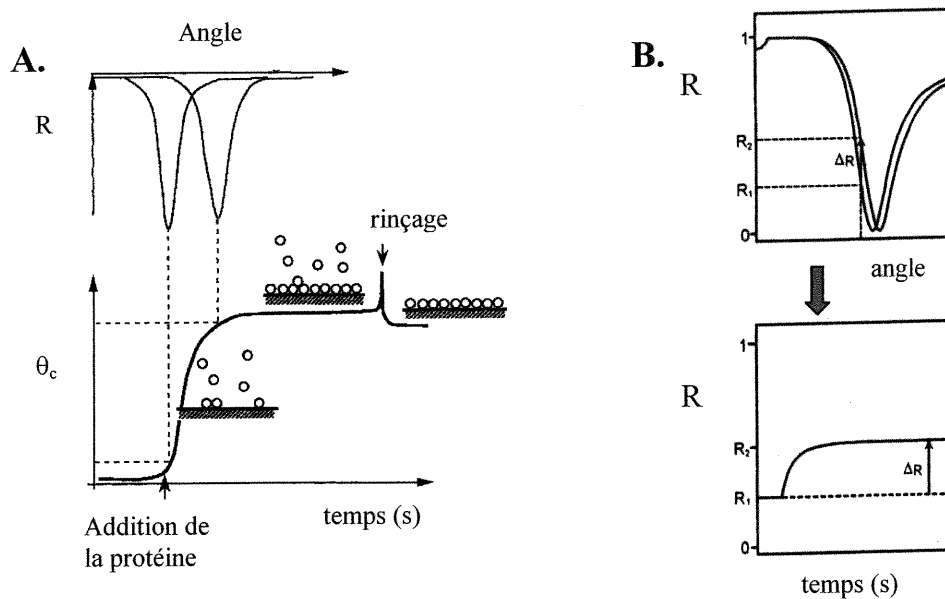 A.
Angle
R
rinçage
θc
Addition de
la protéine
temps (s)
B.
1
R
R₂
ΔR
R₁
0
angle
1
R
R₂
ΔR
R₁
0
temps (s)